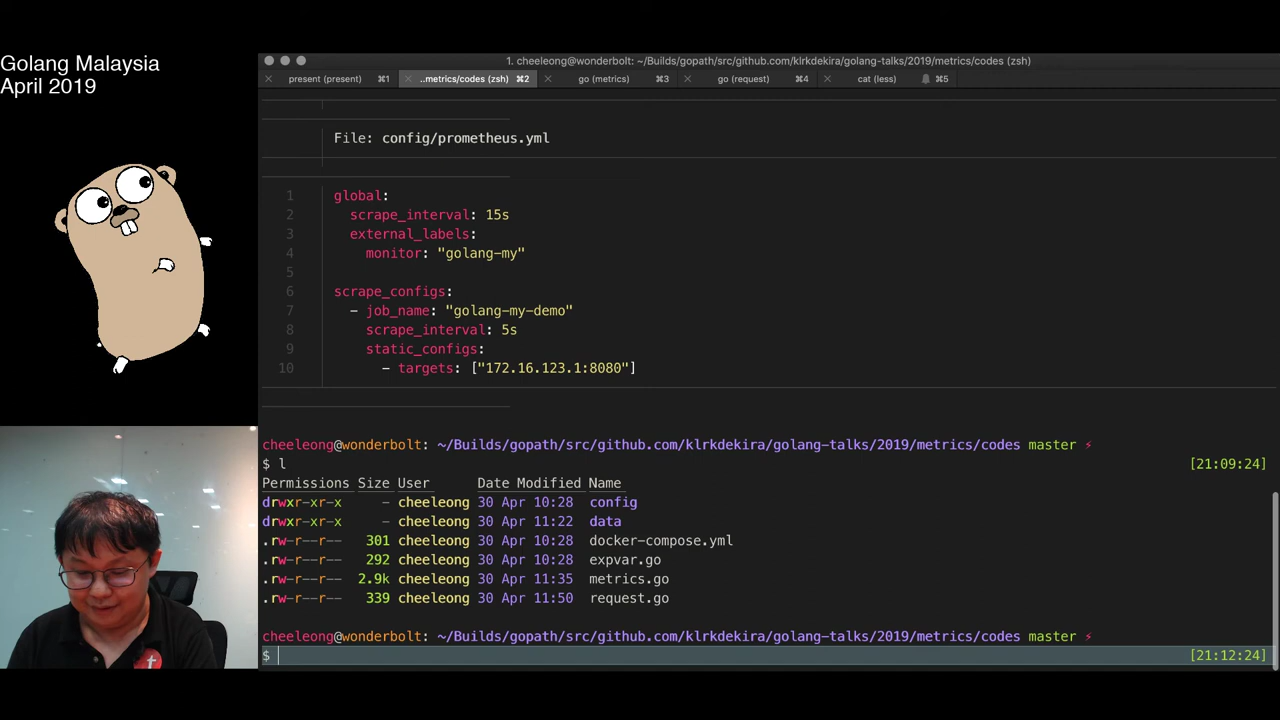 Golang Malaysia
April 2019
1. cheeleong@wonderbolt: ~/Builds/gopath/src/github.com/klrkdekira/golang-talks/2019/metrics/codes (zsh)
present (present) ⌘1 ..metrics/codes (zsh) ⌘2 go (metrics) ⌘3 go (request) ⌘4 cat (less) ⌘5
File: config/prometheus.yml
1 global:
2 scrape_interval: 15s
3 external_labels:
4 monitor: "golang-my"
5
6 scrape_configs:
7 - job_name: "golang-my-demo"
8 scrape_interval: 5s
9 static_configs:
10 - targets: ["172.16.123.1:8080"]
cheeleong@wonderbolt: ~/Builds/gopath/src/github.com/klrkdekira/golang-talks/2019/metrics/codes master ⚡
$ l [21:09:24]
Permissions Size User Date Modified Name
drwxr-xr-x - cheeleong 30 Apr 10:28 config
drwxr-xr-x - cheeleong 30 Apr 11:22 data
.rw-r--r-- 301 cheeleong 30 Apr 10:28 docker-compose.yml
.rw-r--r-- 292 cheeleong 30 Apr 10:28 expvar.go
.rw-r--r-- 2.9k cheeleong 30 Apr 11:35 metrics.go
.rw-r--r-- 339 cheeleong 30 Apr 11:50 request.go
cheeleong@wonderbolt: ~/Builds/gopath/src/github.com/klrkdekira/golang-talks/2019/metrics/codes master ⚡
$ [21:12:24]